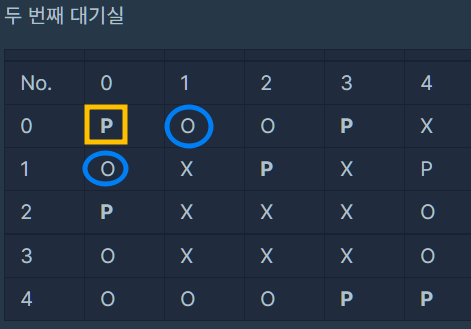 두 번째 대기실
No. 0 1 2 3 4
0 P O O P X
1 O X P X P
2 P X X X O
3 O X X X O
4 O O O P P